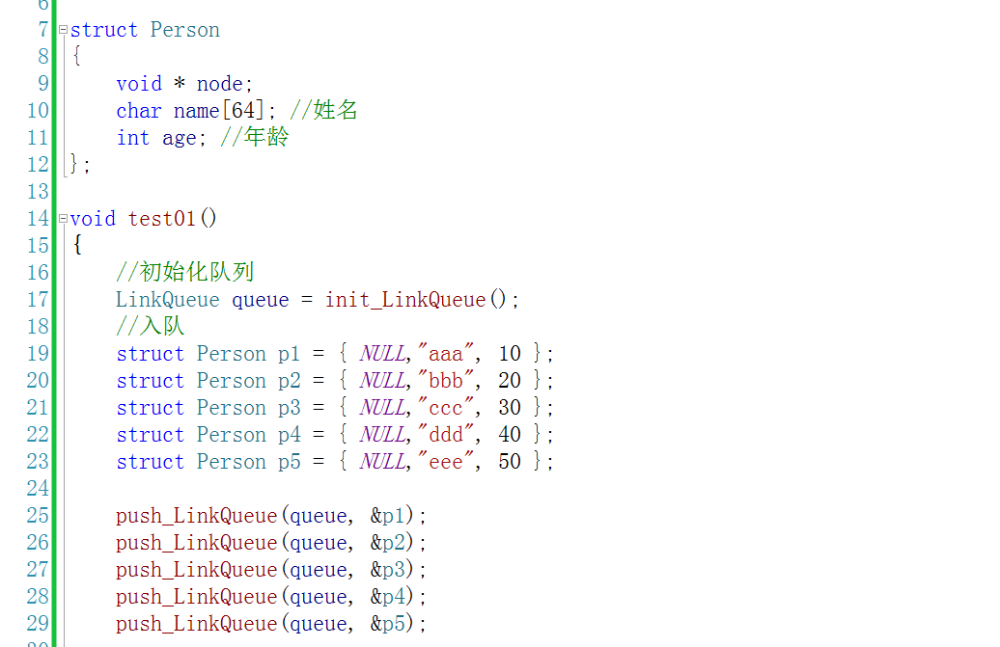 6
7 struct Person
8 {
9 void * node;
10 char name[64]; //姓名
11 int age; //年龄
12 };
13
14 void test01()
15 {
16 //初始化队列
17 LinkQueue queue = init_LinkQueue();
18 //入队
19 struct Person p1 = { NULL,"aaa", 10 };
20 struct Person p2 = { NULL,"bbb", 20 };
21 struct Person p3 = { NULL,"ccc", 30 };
22 struct Person p4 = { NULL,"ddd", 40 };
23 struct Person p5 = { NULL,"eee", 50 };
24
25 push_LinkQueue(queue, &p1);
26 push_LinkQueue(queue, &p2);
27 push_LinkQueue(queue, &p3);
28 push_LinkQueue(queue, &p4);
29 push_LinkQueue(queue, &p5);